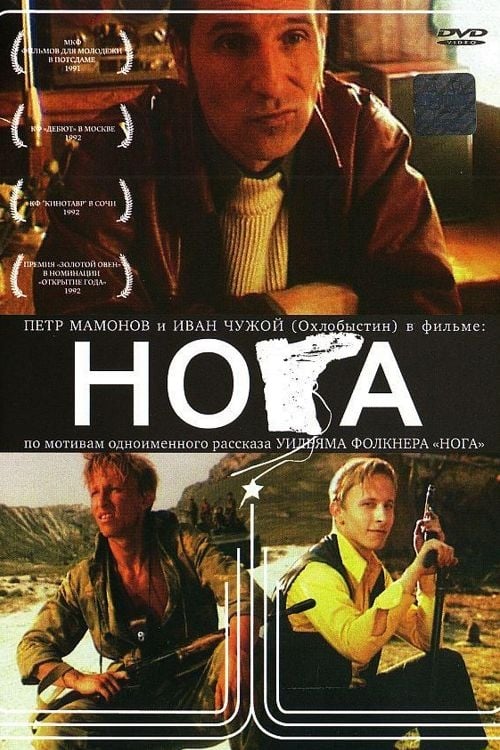 МКФ
ФИЛЬМОВ ДЛЯ МОЛОДЕЖИ
В ПОТСДАМЕ
1991
КФ «ДЕБЮТ» В МОСКВЕ
1992
КФ "КИНОТАВР" В СОЧИ
1992
ПРЕМИЯ «ЗОЛОТОЙ ОВЕН»
В НОМИНАЦИИ
"ОТКРЫТИЕ ГОДА"
1992
DVD
VIDEO
ПЕТР МАМОНОВ и ИВАН ЧУЖОЙ (Охлобыстин) в фильме:
НОГА
по мотивам одноименного рассказа УИЛЬЯМА ФОЛКНЕРА «НОГА»